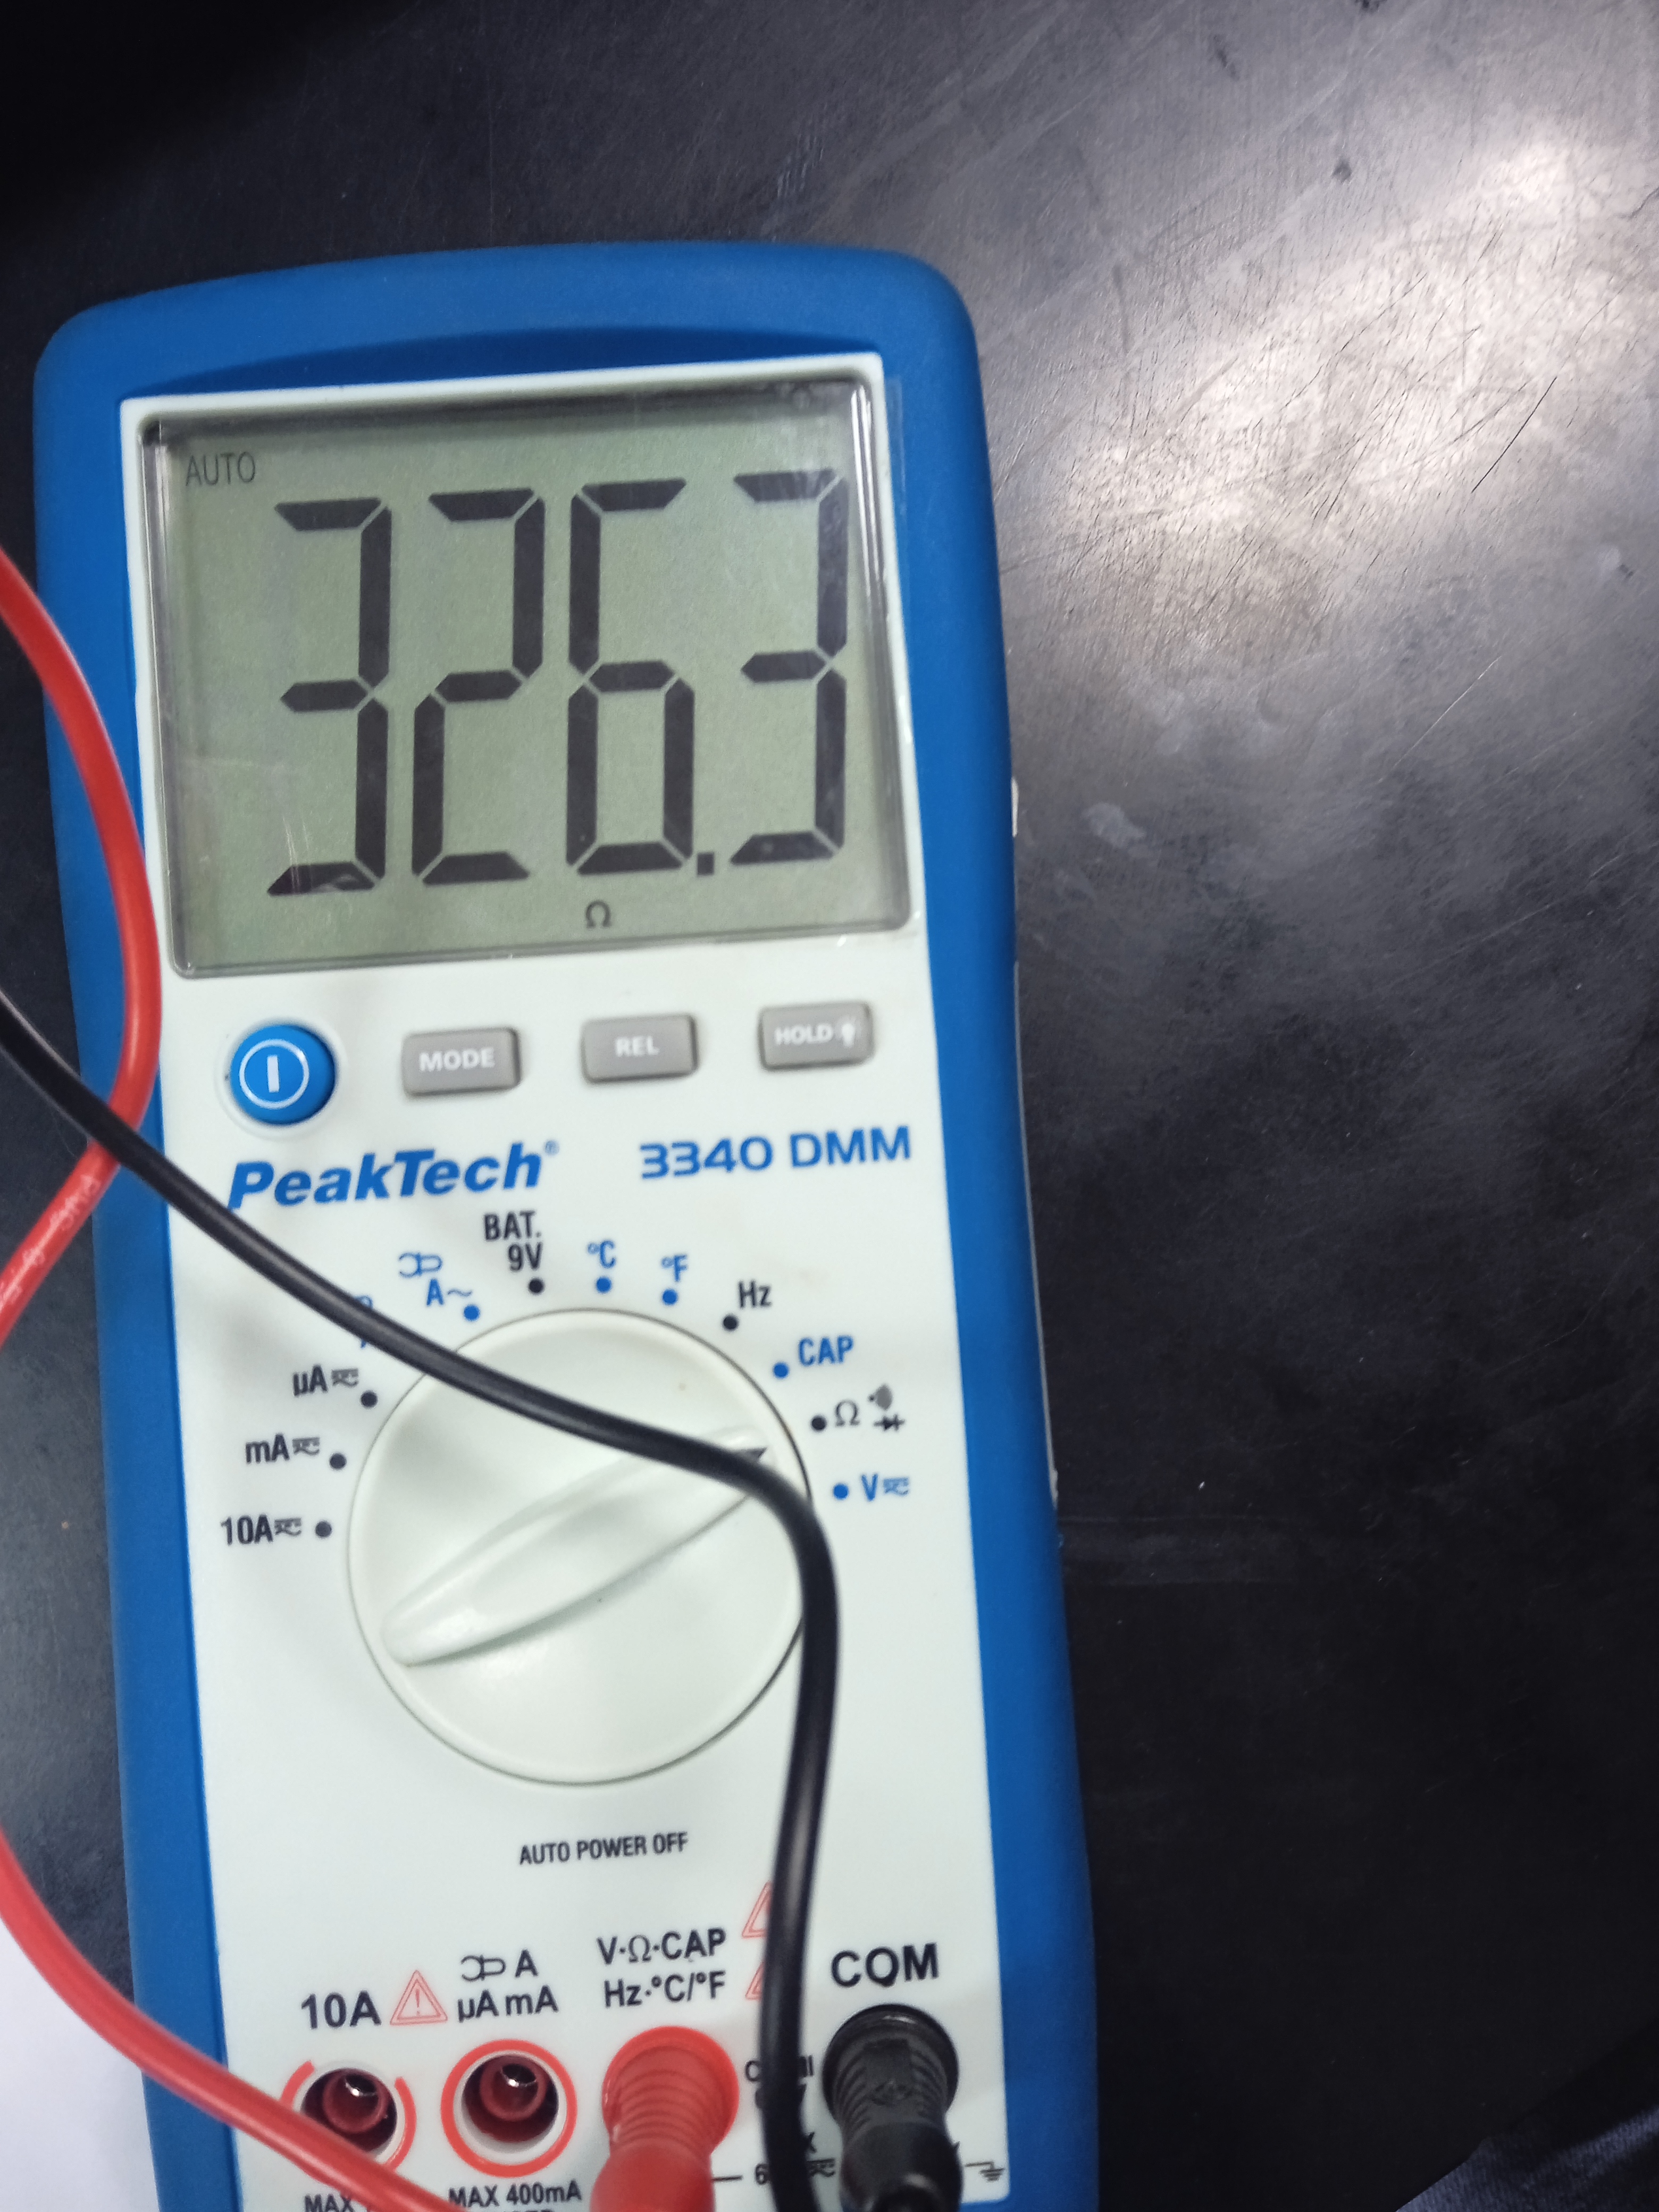 AUTO
326.3
Ω
MODE REL HOLD
PeakTech® 3340 DMM
BAT.
9V
°C
°F
Hz
CAP
Ω
V
A~
µA
mA
10A
AUTO POWER OFF
10A
A
µA mA
V·Ω·CAP
Hz·°C/°F
COM
MAX
MAX 400mA